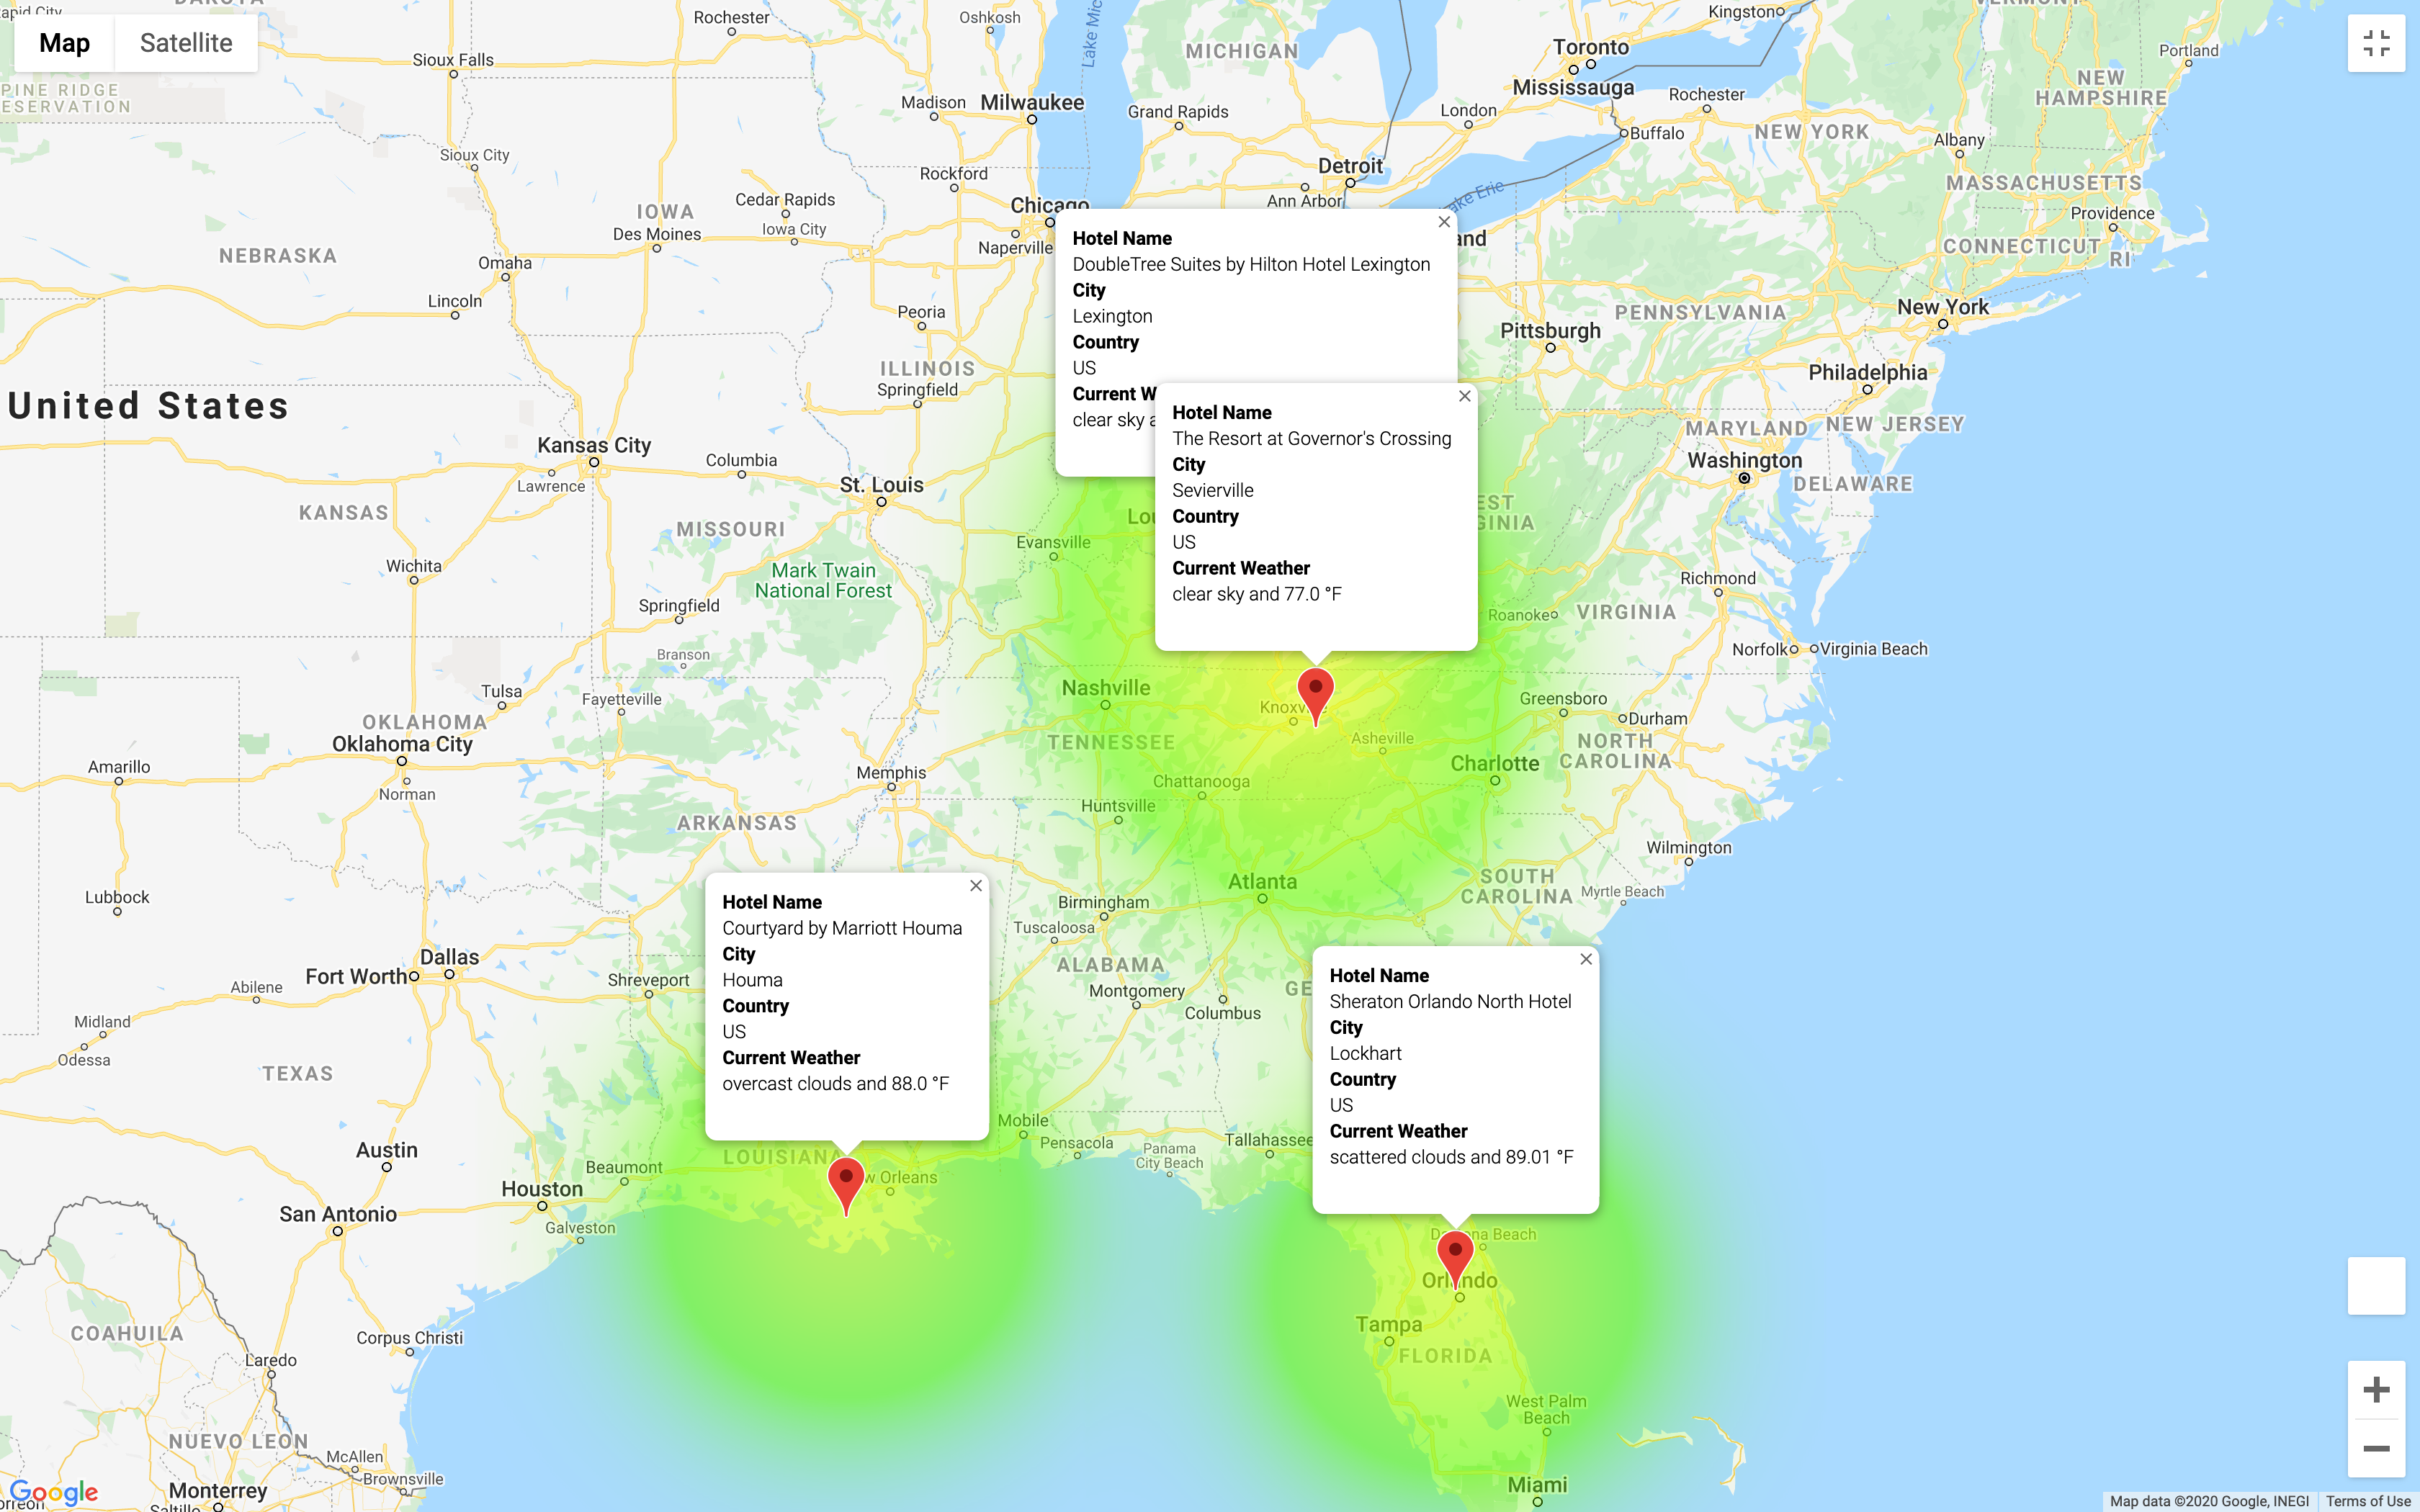 Map Satellite
DAKOTA
Sioux Falls
Rochester
Oshkosh
Lake Mic
MICHIGAN
Kingston
Toronto
Mississauga
Portland
NEW
HAMPSHIRE
PINE RIDGE
ESERVATION
Madison
Milwaukee
Grand Rapids
London
Rochester
Buffalo
NEW YORK
Albany
Sioux City
Rockford
Detroit
Ann Arbor
ake Erie
MASSACHUSETTS
Providence
CONNECTICUT
RI
IOWA
Des Moines
Cedar Rapids
Iowa City
Chicago
Naperville
and
NEBRASKA
Omaha
Lincoln
Peoria
ILLINOIS
Springfield
Pittsburgh
PENNSYLVANIA
New York
Philadelphia
MARYLAND
NEW JERSEY
Washington
DELAWARE
Hotel Name
DoubleTree Suites by Hilton Hotel Lexington
City
Lexington
Country
US
Current W
clear sky a
Hotel Name
The Resort at Governor's Crossing
City
Sevierville
Country
US
Current Weather
clear sky and 77.0 °F
United States
Kansas City
Lawrence
Columbia
St. Louis
KANSAS
MISSOURI
Evansville
Lou
EST
GINIA
Wichita
Mark Twain
National Forest
Springfield
Branson
Richmond
Roanoke
VIRGINIA
Norfolk
Virginia Beach
Tulsa
Fayetteville
OKLAHOMA
Oklahoma City
Norman
Amarillo
Nashville
TENNESSEE
Knoxville
Asheville
Greensboro
Durham
NORTH
CAROLINA
Charlotte
Chattanooga
Memphis
Huntsville
ARKANSAS
Wilmington
Lubbock
Atlanta
SOUTH
CAROLINA
Myrtle Beach
Birmingham
Tuscaloosa
ALABAMA
Montgomery
Columbus
GE
Hotel Name
Courtyard by Marriott Houma
City
Houma
Country
US
Current Weather
overcast clouds and 88.0 °F
Hotel Name
Sheraton Orlando North Hotel
City
Lockhart
Country
US
Current Weather
scattered clouds and 89.01 °F
Dallas
Fort Worth
Abilene
Shreveport
Midland
Odessa
TEXAS
Mobile
Pensacola
Panama
City Beach
Tallahassee
Austin
Beaumont
LOUISIANA
w Orleans
Houston
San Antonio
Galveston
Beach
Orlando
Tampa
FLORIDA
West Palm
Beach
Miami
COAHUILA
Corpus Christi
Laredo
NUEVO LEON
McAllen
Brownsville
Monterrey
Saltillo
Google
Map data ©2020 Google, INEGI Terms of Use